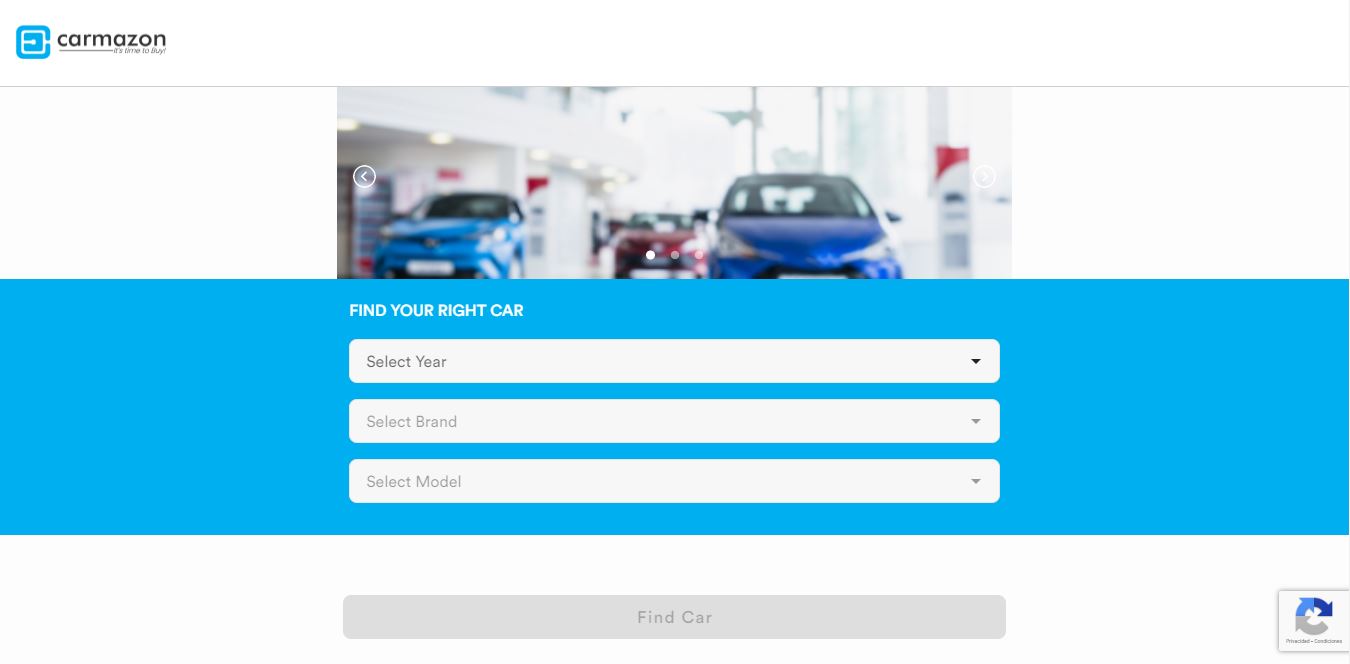 carmazon
it's time to Buy!
FIND YOUR RIGHT CAR
Select Year
Select Brand
Select Model
Find Car
Privacidad - Condiciones